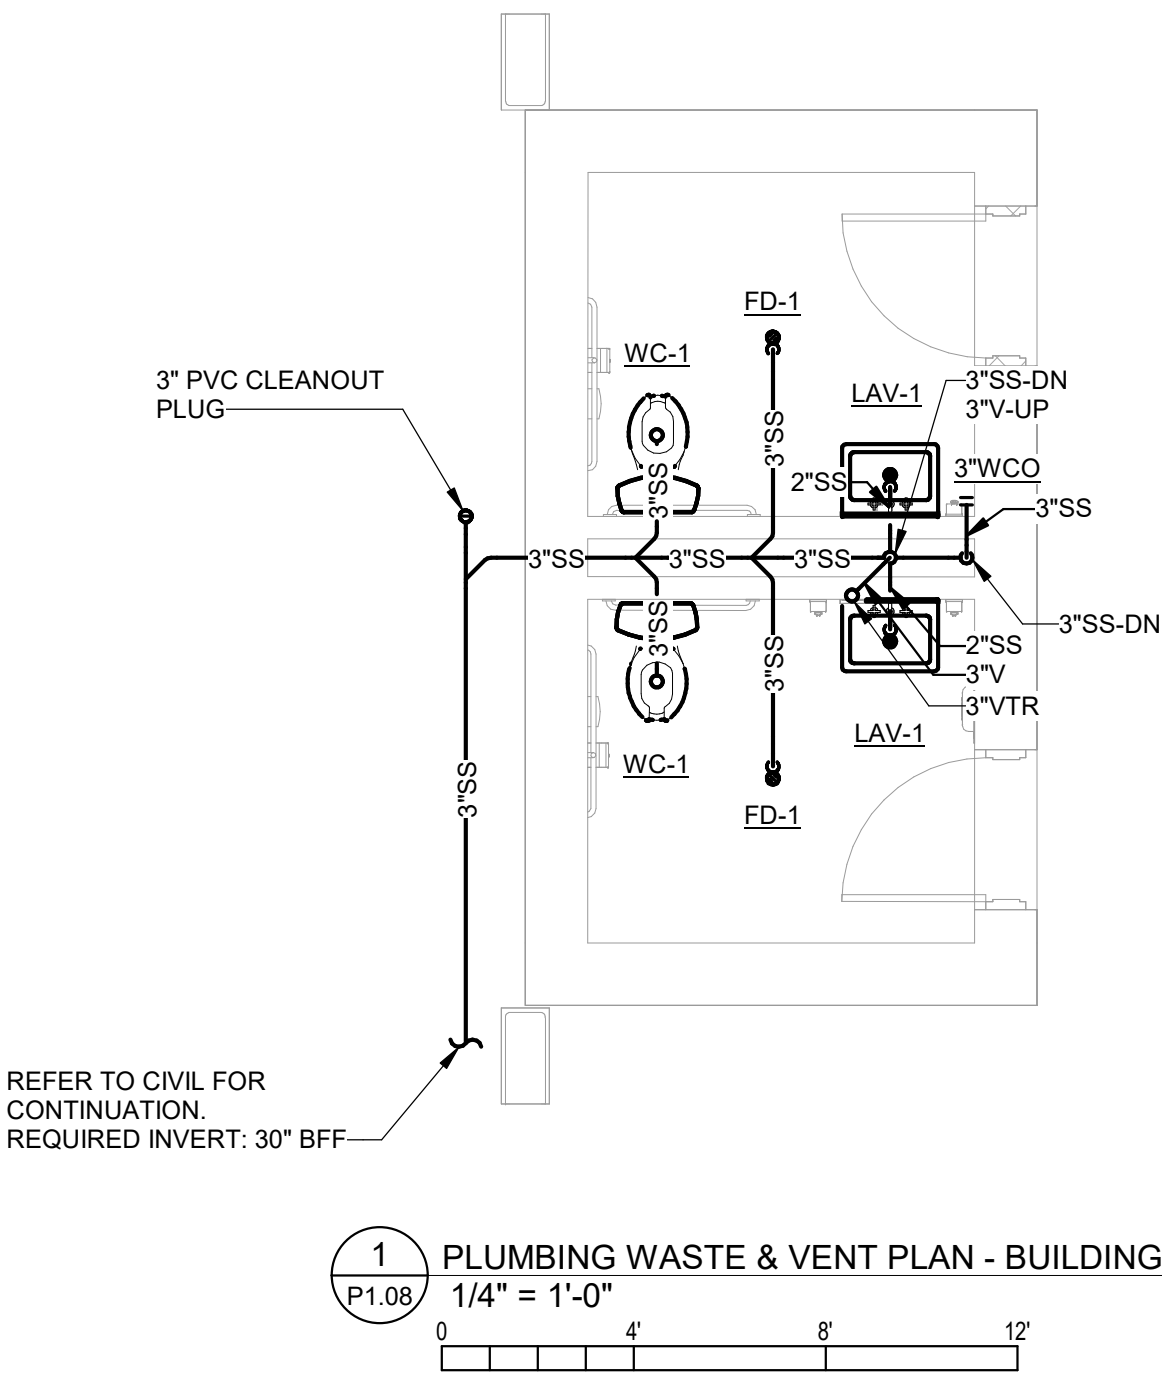 FD-1
WC-1
3" PVC CLEANOUT
PLUG
LAV-1
3"SS-DN
3"V-UP
3"SS
3"SS
2"SS
3"WCO
3"SS
3"SS
3"SS
3"SS
3"SS
3"SS
3"SS-DN
2"SS
3"V
3"VTR
LAV-1
WC-1
3"SS
FD-1
REFER TO CIVIL FOR
CONTINUATION.
REQUIRED INVERT: 30" BFF
1
P1.08
PLUMBING WASTE & VENT PLAN - BUILDING
1/4" = 1'-0"
0
4'
8'
12'